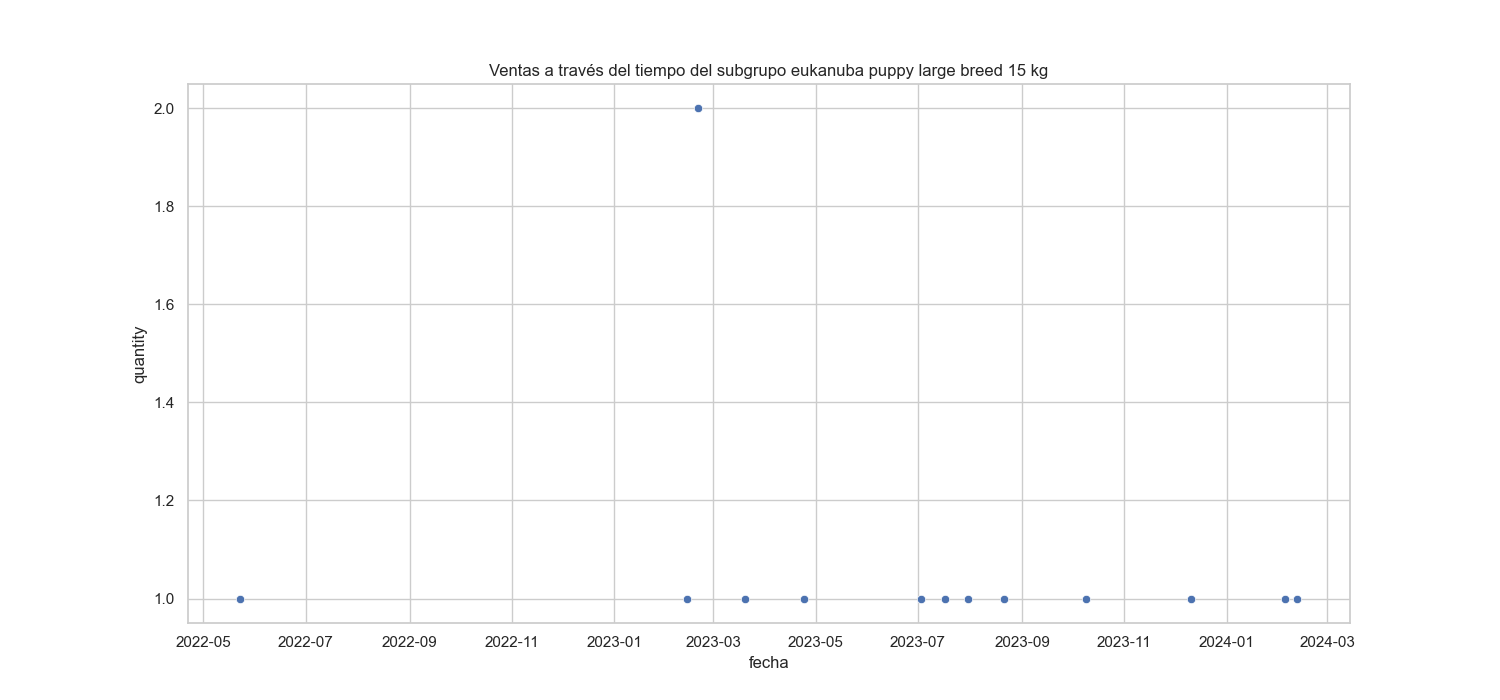 Ventas a través del tiempo del subgrupo eukanuba puppy large breed 15 kg
2.0
1.8
1.6
1.4
1.2
1.0
quantity
2022-05 2022-07 2022-09 2022-11 2023-01 2023-03 2023-05 2023-07 2023-09 2023-11 2024-01 2024-03
fecha